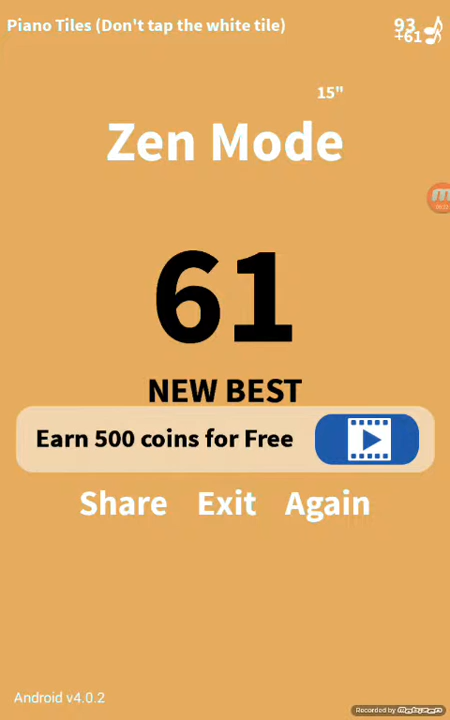 Piano Tiles (Don't tap the white tile)
93
+61
15"
Zen Mode
61
NEW BEST
Earn 500 coins for Free
Share Exit Again
Android v4.0.2
Recorded by Mobizen